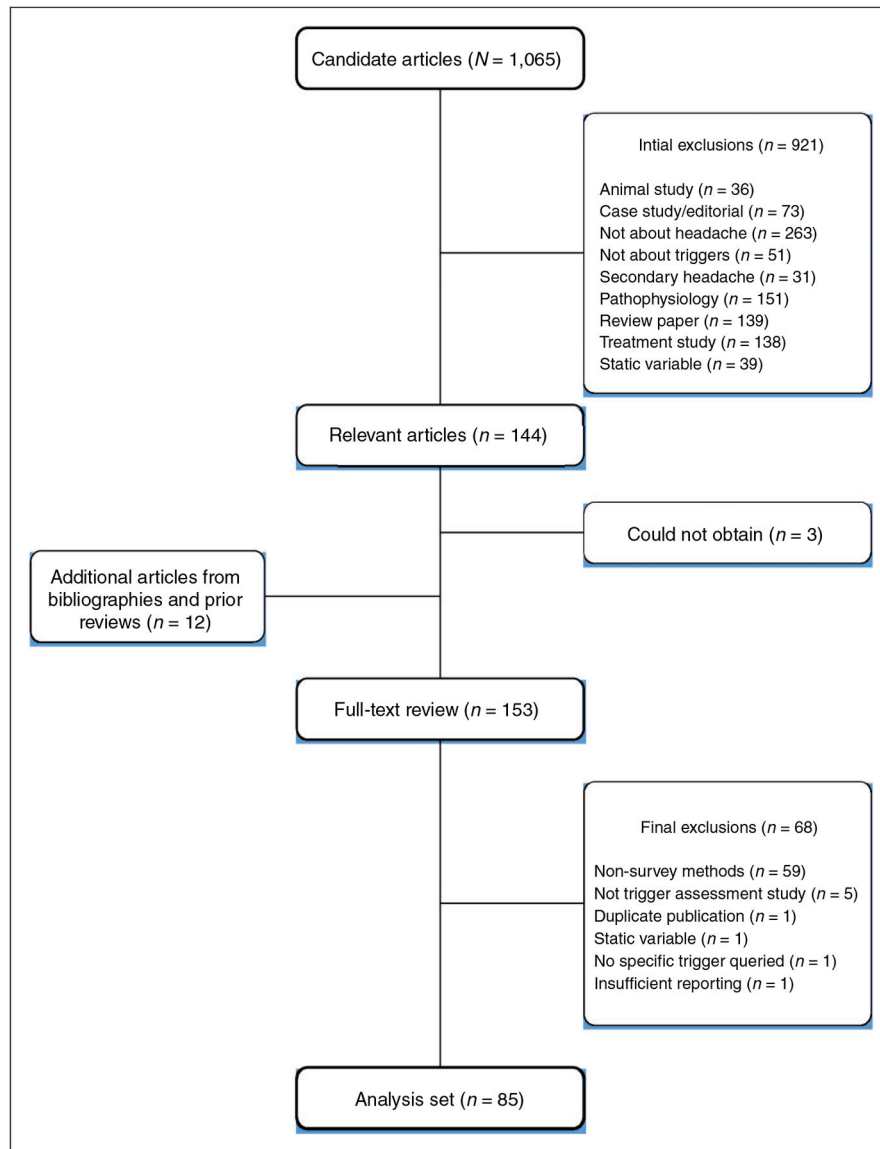 Candidate articles (N = 1,065)
Intial exclusions (n = 921)
Animal study (n = 36)
Case study/editorial (n = 73)
Not about headache (n = 263)
Not about triggers (n = 51)
Secondary headache (n = 31)
Pathophysiology (n = 151)
Review paper (n = 139)
Treatment study (n = 138)
Static variable (n = 39)
Relevant articles (n = 144)
Could not obtain (n = 3)
Additional articles from
bibliographies and prior
reviews (n = 12)
Full-text review (n = 153)
Final exclusions (n = 68)
Non-survey methods (n = 59)
Not trigger assessment study (n = 5)
Duplicate publication (n = 1)
Static variable (n = 1)
No specific trigger queried (n = 1)
Insufficient reporting (n = 1)
Analysis set (n = 85)